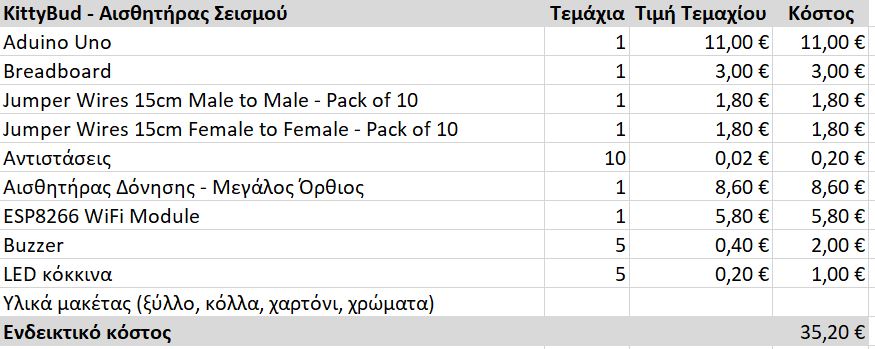 KittyBud - Αισθητήρας Σεισμού Τεμάχια Τιμή Τεμαχίου Κόστος
Aduino Uno 1 11,00 € 11,00 €
Breadboard 1 3,00 € 3,00 €
Jumper Wires 15cm Male to Male - Pack of 10 1 1,80 € 1,80 €
Jumper Wires 15cm Female to Female - Pack of 10 1 1,80 € 1,80 €
Αντιστάσεις 10 0,02 € 0,20 €
Αισθητήρας Δόνησης - Μεγάλος Όρθιος 1 8,60 € 8,60 €
ESP8266 WiFi Module 1 5,80 € 5,80 €
Buzzer 5 0,40 € 2,00 €
LED κόκκινα 5 0,20 € 1,00 €
Υλικά μακέτας (ξύλλο, κόλλα, χαρτόνι, χρώματα)
Ενδεικτικό κόστος 35,20 €